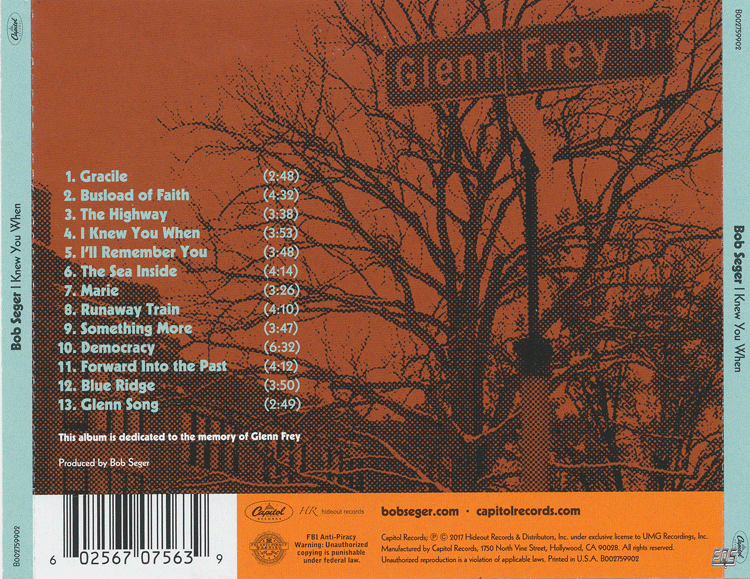 Capitol
B002759902
Glenn Frey Dr
1. Gracile (2:48)
2. Busload of Faith (4:32)
3. The Highway (3:38)
4. I Knew You When (3:53)
5. I'll Remember You (3:48)
6. The Sea Inside (4:14)
7. Marie (3:26)
8. Runaway Train (4:10)
9. Something More (3:47)
10. Democracy (6:32)
11. Forward Into the Past (4:12)
12. Blue Ridge (3:50)
13. Glenn Song (2:49)
This album is dedicated to the memory of Glenn Frey
Produced by Bob Seger
Bob Seger | I Knew You When
Bob Seger | I Knew You When
B002759902
6 02567 07563 9
Capitol
RECORDS
HR hideout records
bobseger.com · capitolrecords.com
FBI Anti-Piracy
Warning: Unauthorized
copying is punishable
under federal law.
Capitol Records; Ⓟ © 2017 Hideout Records & Distributors, Inc. under exclusive license to UMG Recordings, Inc.
Manufactured by Capitol Records, 1750 North Vine Street, Hollywood, CA 90028. All rights reserved.
Unauthorized reproduction is a violation of applicable laws. Printed in U.S.A. B002759902
Capitol